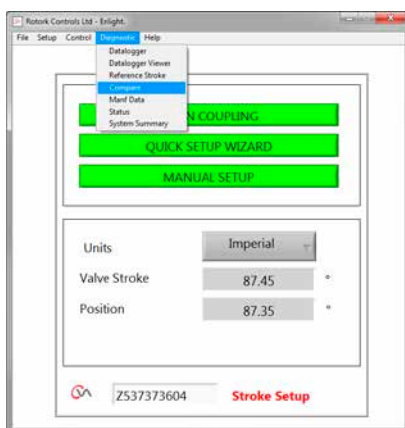 Rotork Controls Ltd - Enlight.
File Setup Control Diagnostic Help
Datalogger
Datalogger Viewer
Reference Stroke
Compare
Manf Data
Status
System Summary
N COUPLING
QUICK SETUP WIZARD
MANUAL SETUP
Units Imperial
Valve Stroke 87.45 °
Position 87.35 °
Z537373604 Stroke Setup